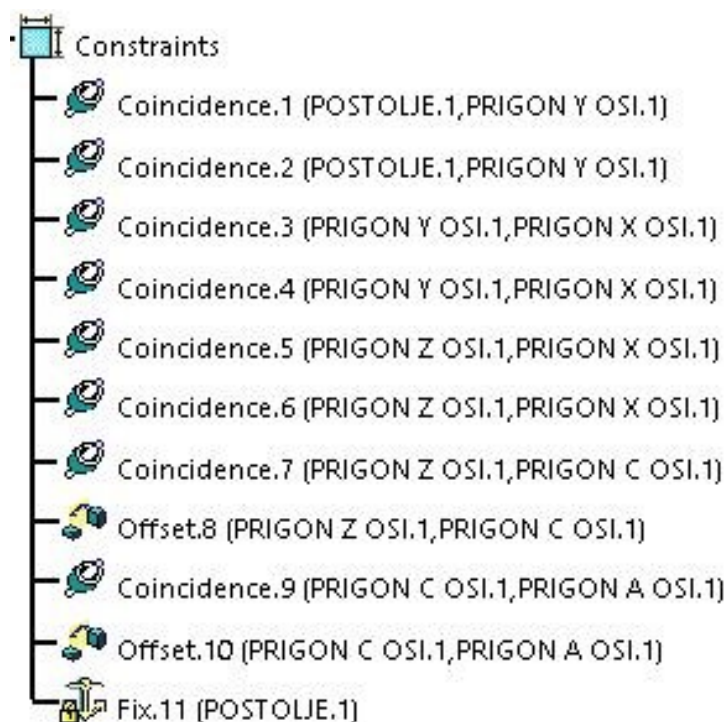 Constraints
Coincidence.1 (POSTOLJE.1,PRIGON Y OSI.1)
Coincidence.2 (POSTOLJE.1,PRIGON Y OSI.1)
Coincidence.3 (PRIGON Y OSI.1,PRIGON X OSI.1)
Coincidence.4 (PRIGON Y OSI.1,PRIGON X OSI.1)
Coincidence.5 (PRIGON Z OSI.1,PRIGON X OSI.1)
Coincidence.6 (PRIGON Z OSI.1,PRIGON X OSI.1)
Coincidence.7 (PRIGON Z OSI.1,PRIGON C OSI.1)
Offset.8 (PRIGON Z OSI.1,PRIGON C OSI.1)
Coincidence.9 (PRIGON C OSI.1,PRIGON A OSI.1)
Offset.10 (PRIGON C OSI.1,PRIGON A OSI.1)
Fix.11 (POSTOLJE.1)